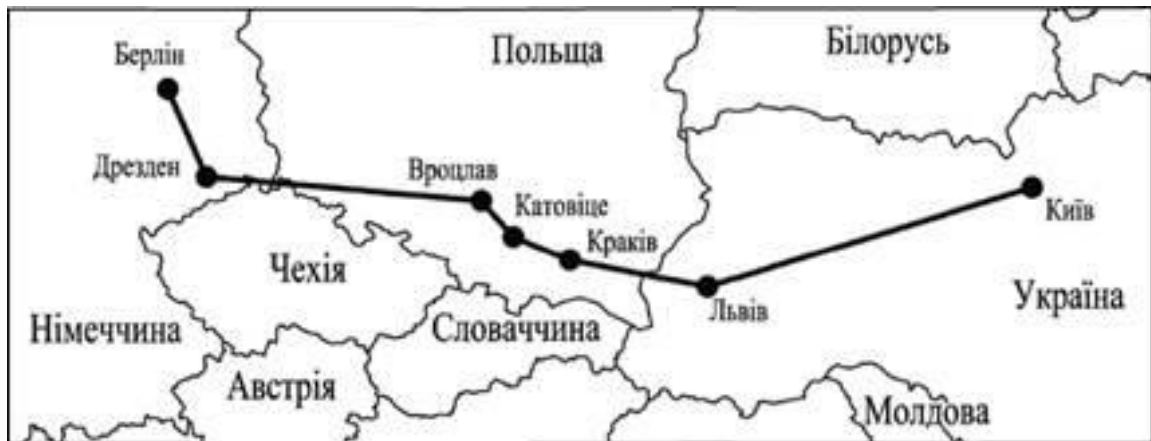 Берлін
Польща
Білорусь
Дрезден
Вроцлав
Катовіце
Краків
Київ
Чехія
Львів
Україна
Німеччина
Словаччина
Австрія
Молдова